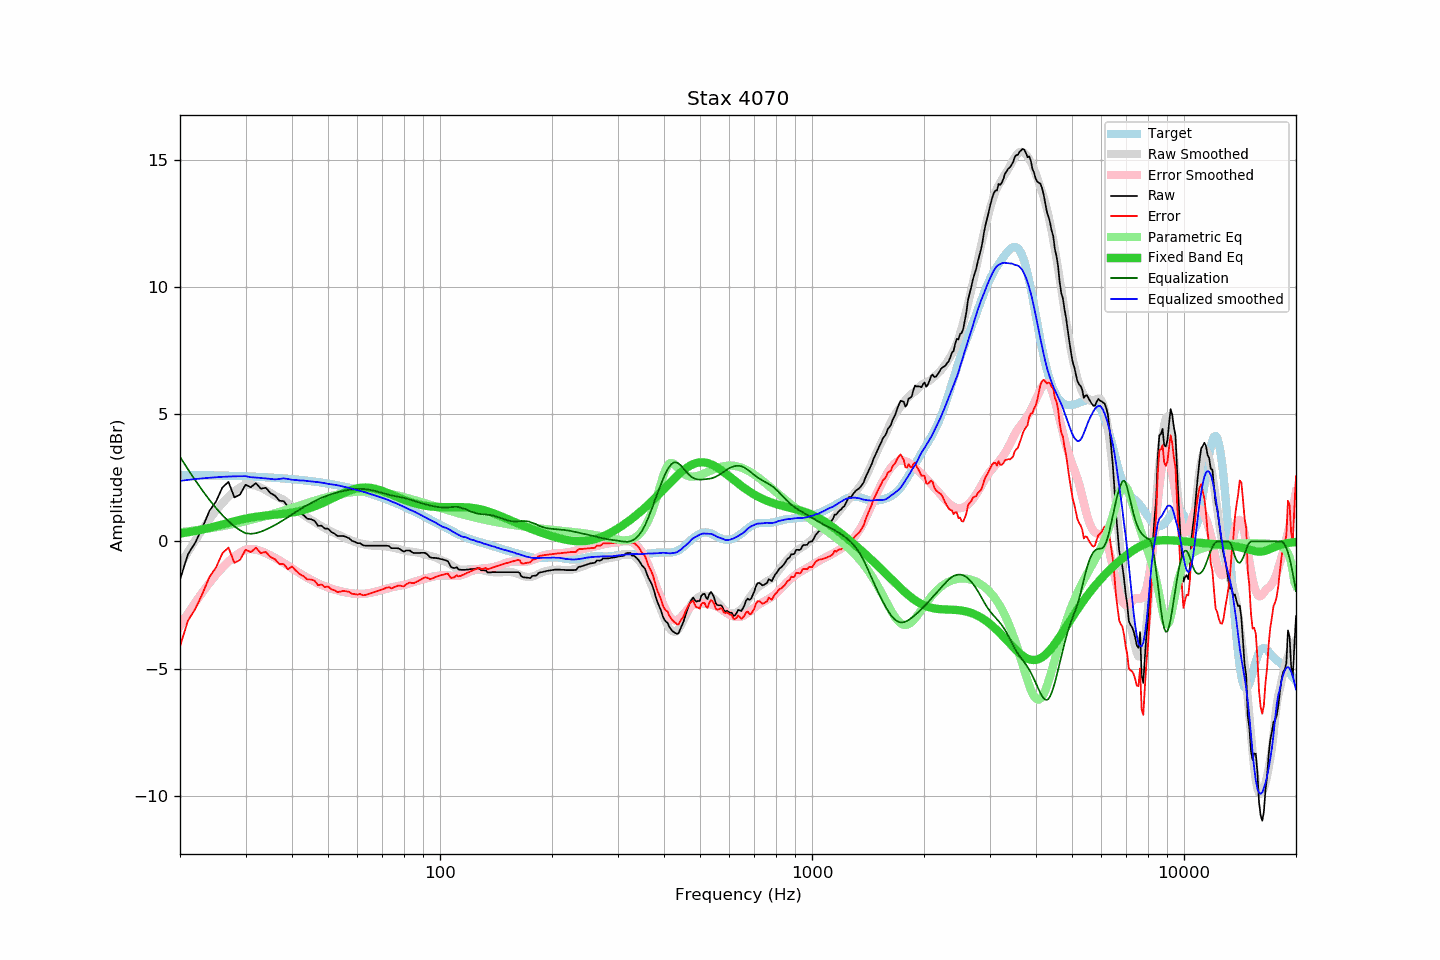 Stax 4070
Amplitude (dBr)
15
10
5
0
−5
−10
100
1000
10000
Frequency (Hz)
Target
Raw Smoothed
Error Smoothed
Raw
Error
Parametric Eq
Fixed Band Eq
Equalization
Equalized smoothed